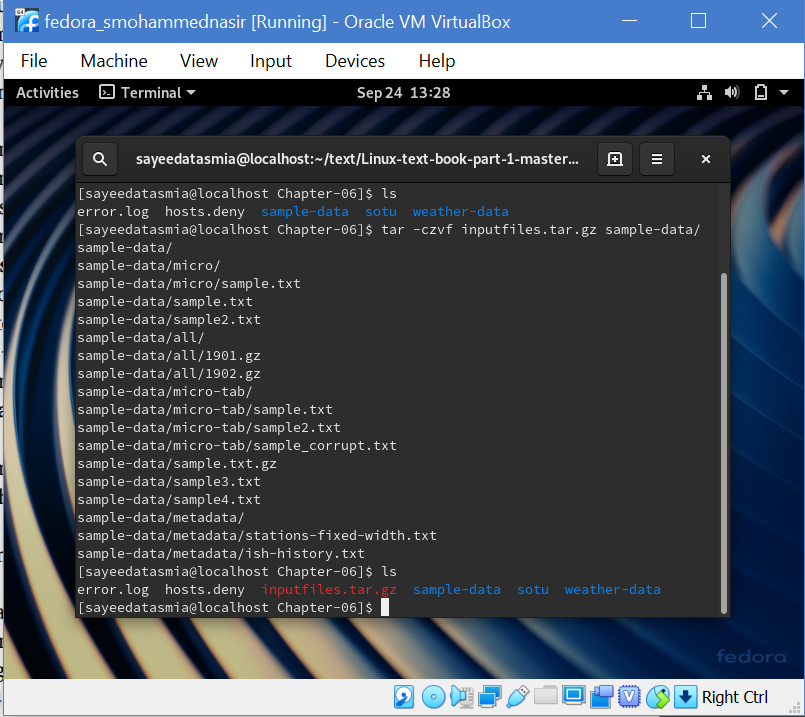 fedora_smohammednasir [Running] - Oracle VM VirtualBox
File Machine View Input Devices Help
Activities Terminal Sep 24 13:28
sayeedatasmia@localhost:~/text/Linux-text-book-part-1-master...
[sayeedatasmia@localhost Chapter-06]$ ls
error.log hosts.deny sample-data sotu weather-data
[sayeedatasmia@localhost Chapter-06]$ tar -czvf inputfiles.tar.gz sample-data/
sample-data/
sample-data/micro/
sample-data/micro/sample.txt
sample-data/sample.txt
sample-data/sample2.txt
sample-data/all/
sample-data/all/1901.gz
sample-data/all/1902.gz
sample-data/micro-tab/
sample-data/micro-tab/sample.txt
sample-data/micro-tab/sample2.txt
sample-data/micro-tab/sample_corrupt.txt
sample-data/sample.txt.gz
sample-data/sample3.txt
sample-data/sample4.txt
sample-data/metadata/
sample-data/metadata/stations-fixed-width.txt
sample-data/metadata/ish-history.txt
[sayeedatasmia@localhost Chapter-06]$ ls
error.log hosts.deny inputfiles.tar.gz sample-data sotu weather-data
[sayeedatasmia@localhost Chapter-06]$
fedora
Right Ctrl